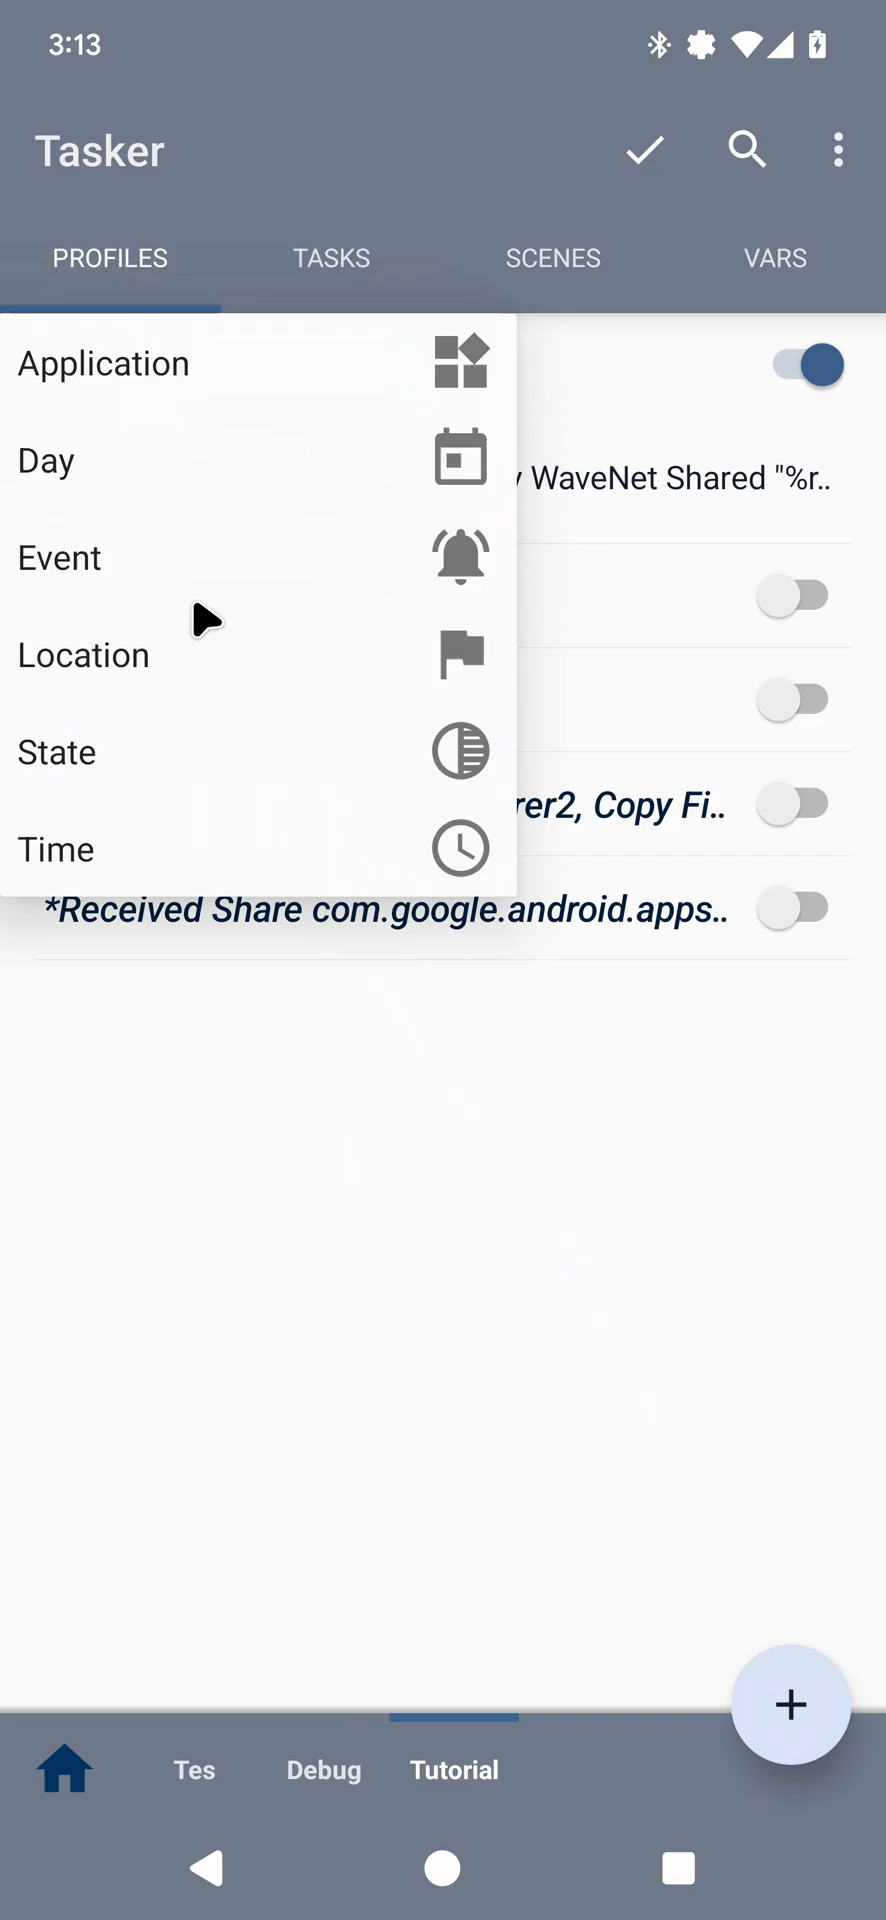 3:13
Tasker
PROFILES TASKS SCENES VARS
Application
Day
WaveNet Shared "%r..
Event
Location
State
Copy Fi..
Time
*Received Share com.google.android.apps..
Tes Debug Tutorial